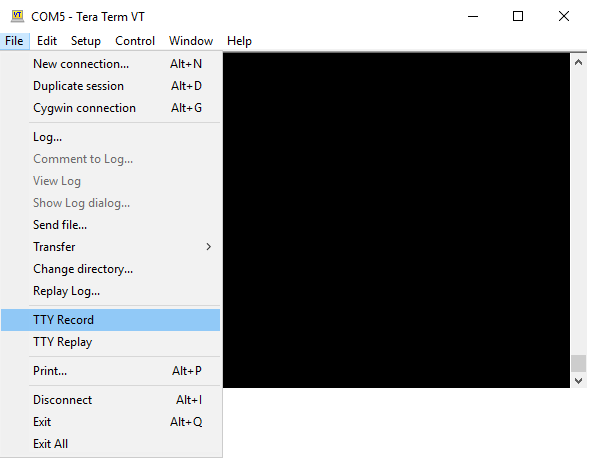 VT COM5 - Tera Term VT
File Edit Setup Control Window Help
New connection... Alt+N
Duplicate session Alt+D
Cygwin connection Alt+G
Log...
Comment to Log...
View Log
Show Log dialog...
Send file...
Transfer
Change directory...
Replay Log...
TTY Record
TTY Replay
Print... Alt+P
Disconnect Alt+I
Exit Alt+Q
Exit All